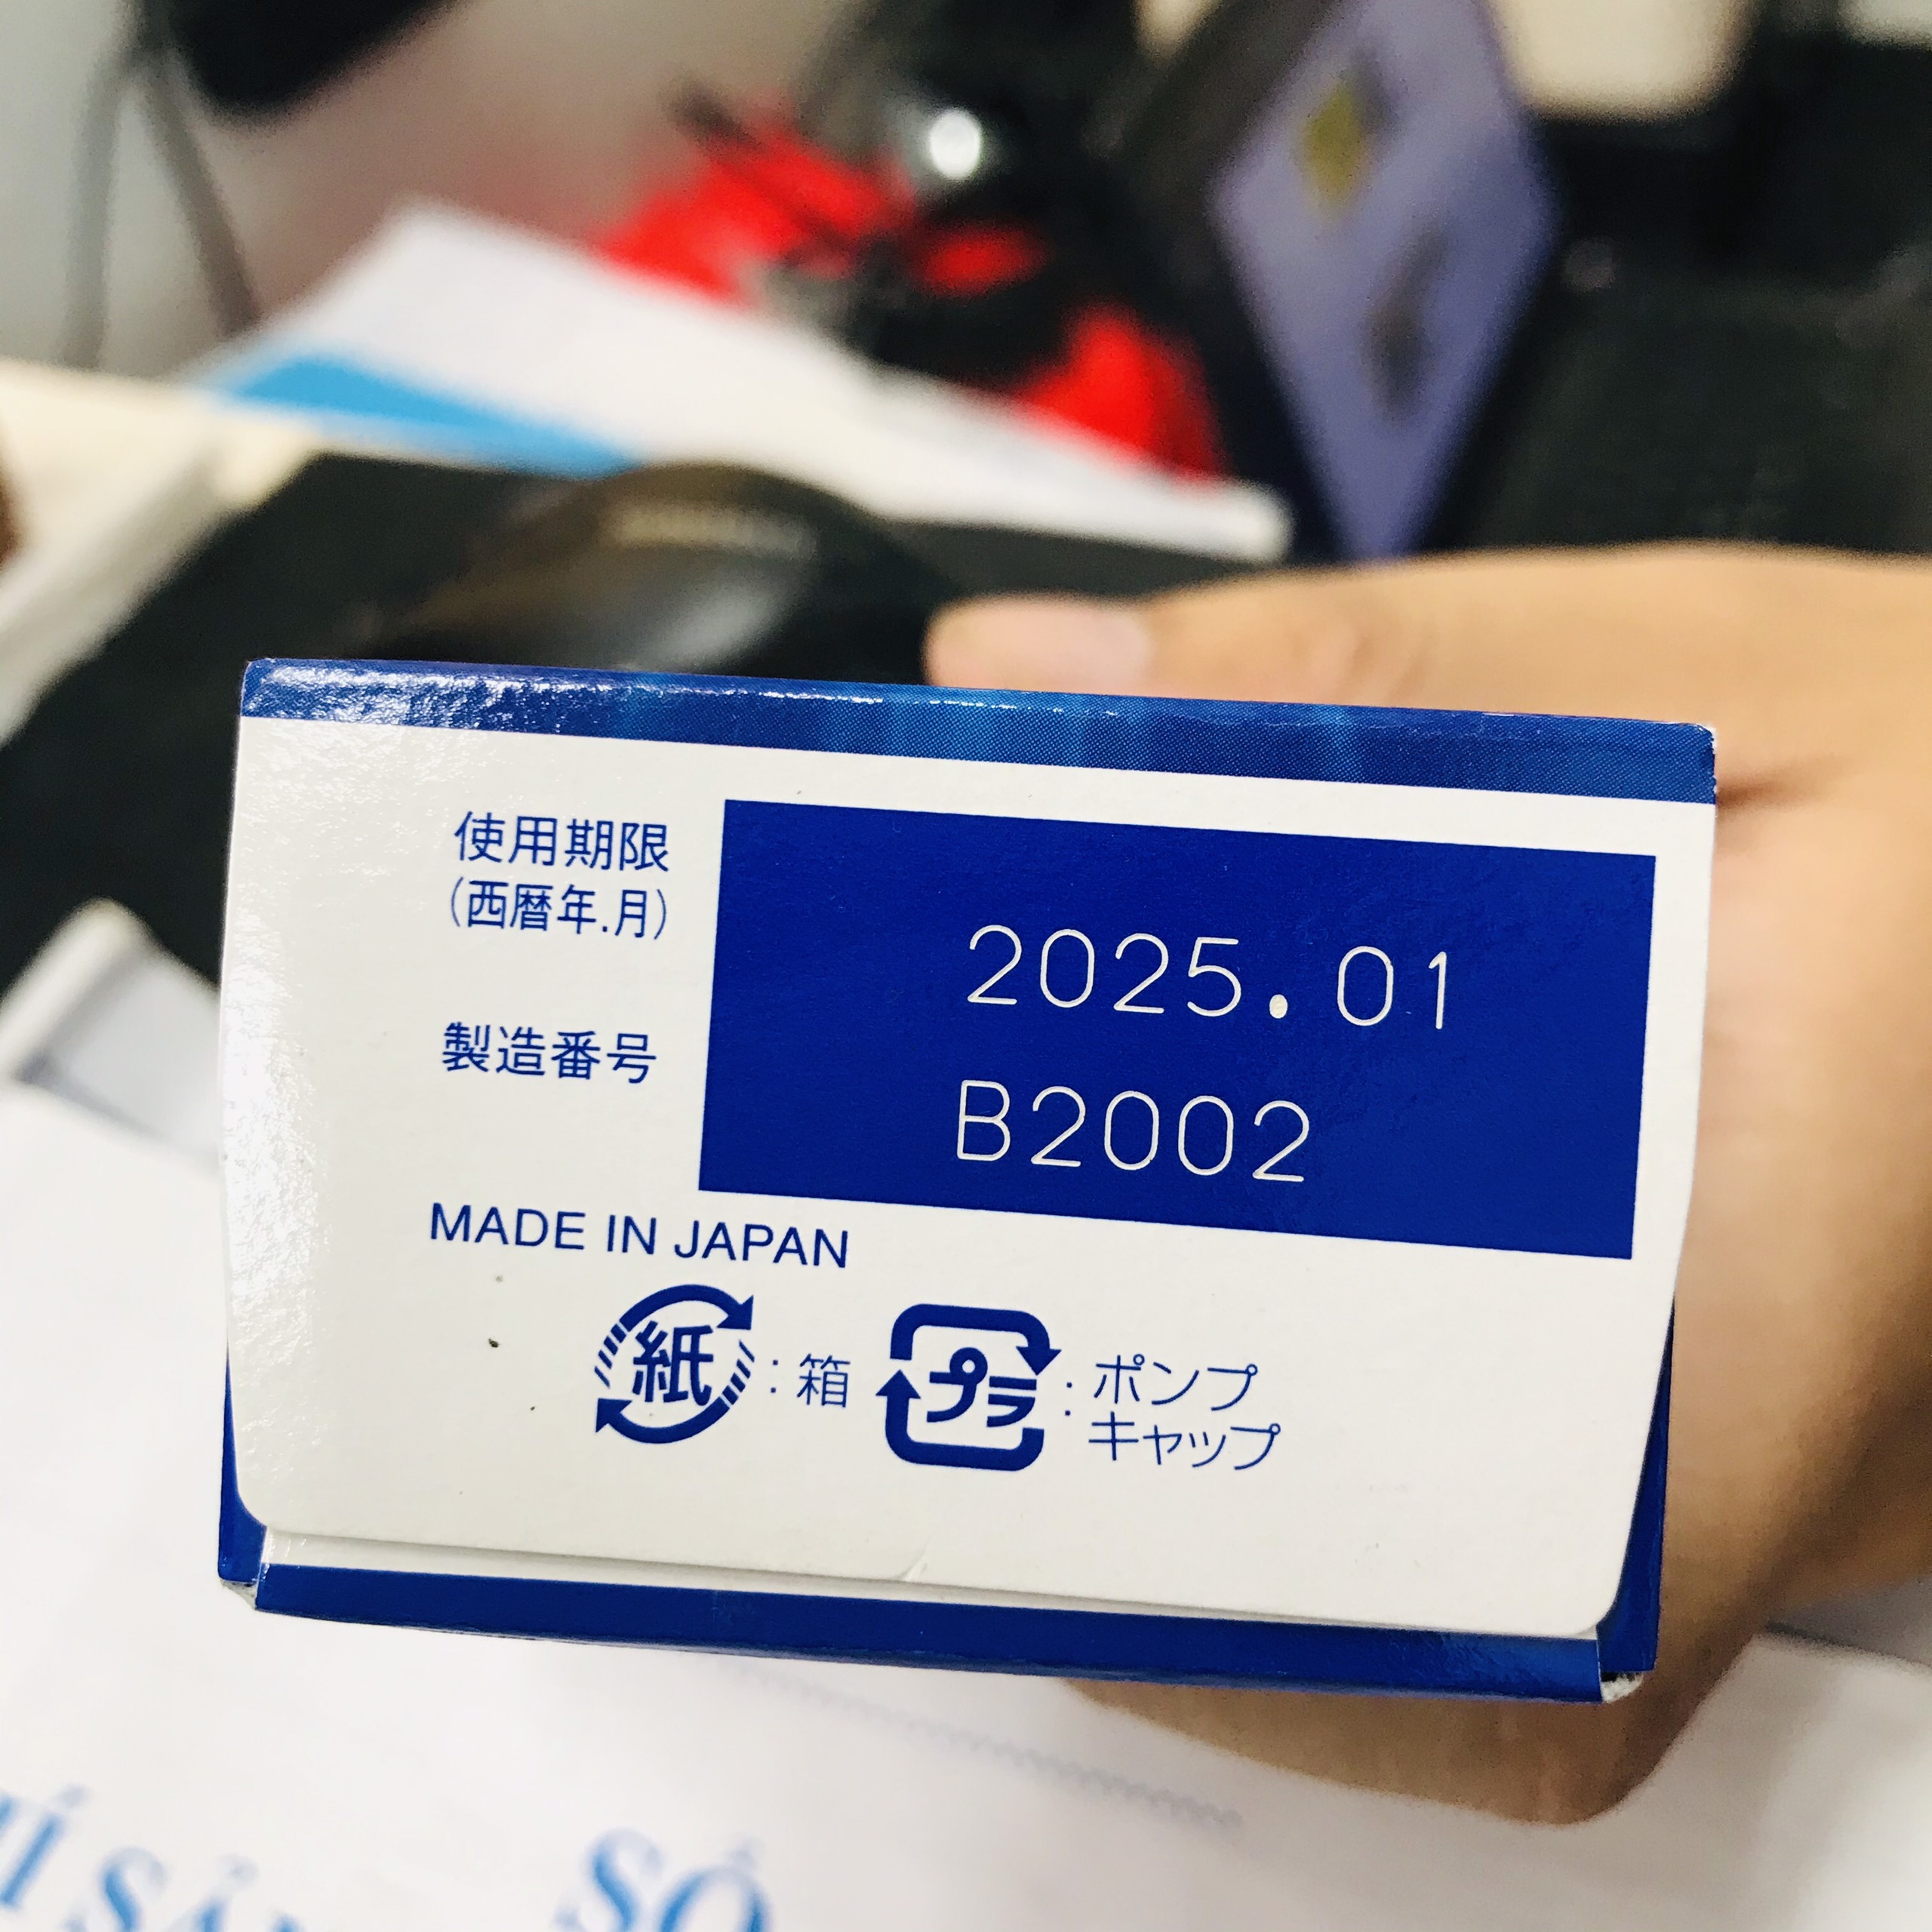 使用期限
(西暦年.月)
2025.01
製造番号
B2002
MADE IN JAPAN
紙 : 箱
プラ : ポンプ
キャップ
SỐ